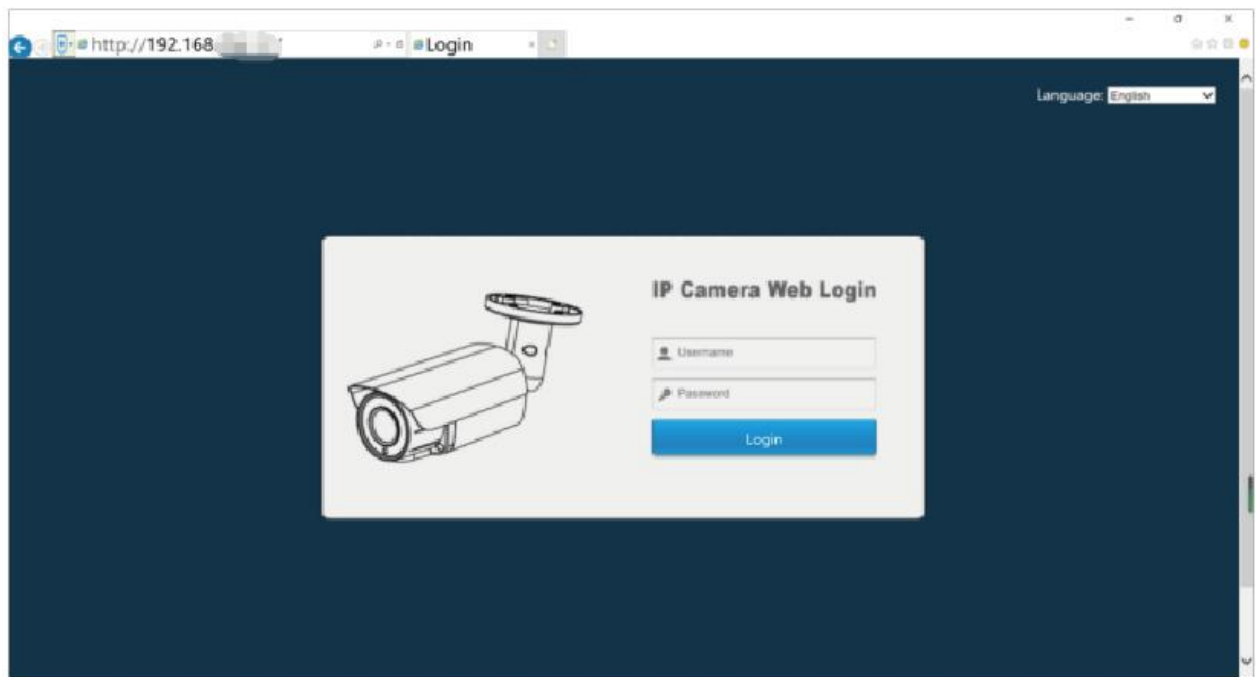 http://192.168
Login
Language: English
IP Camera Web Login
Username
Password
Login